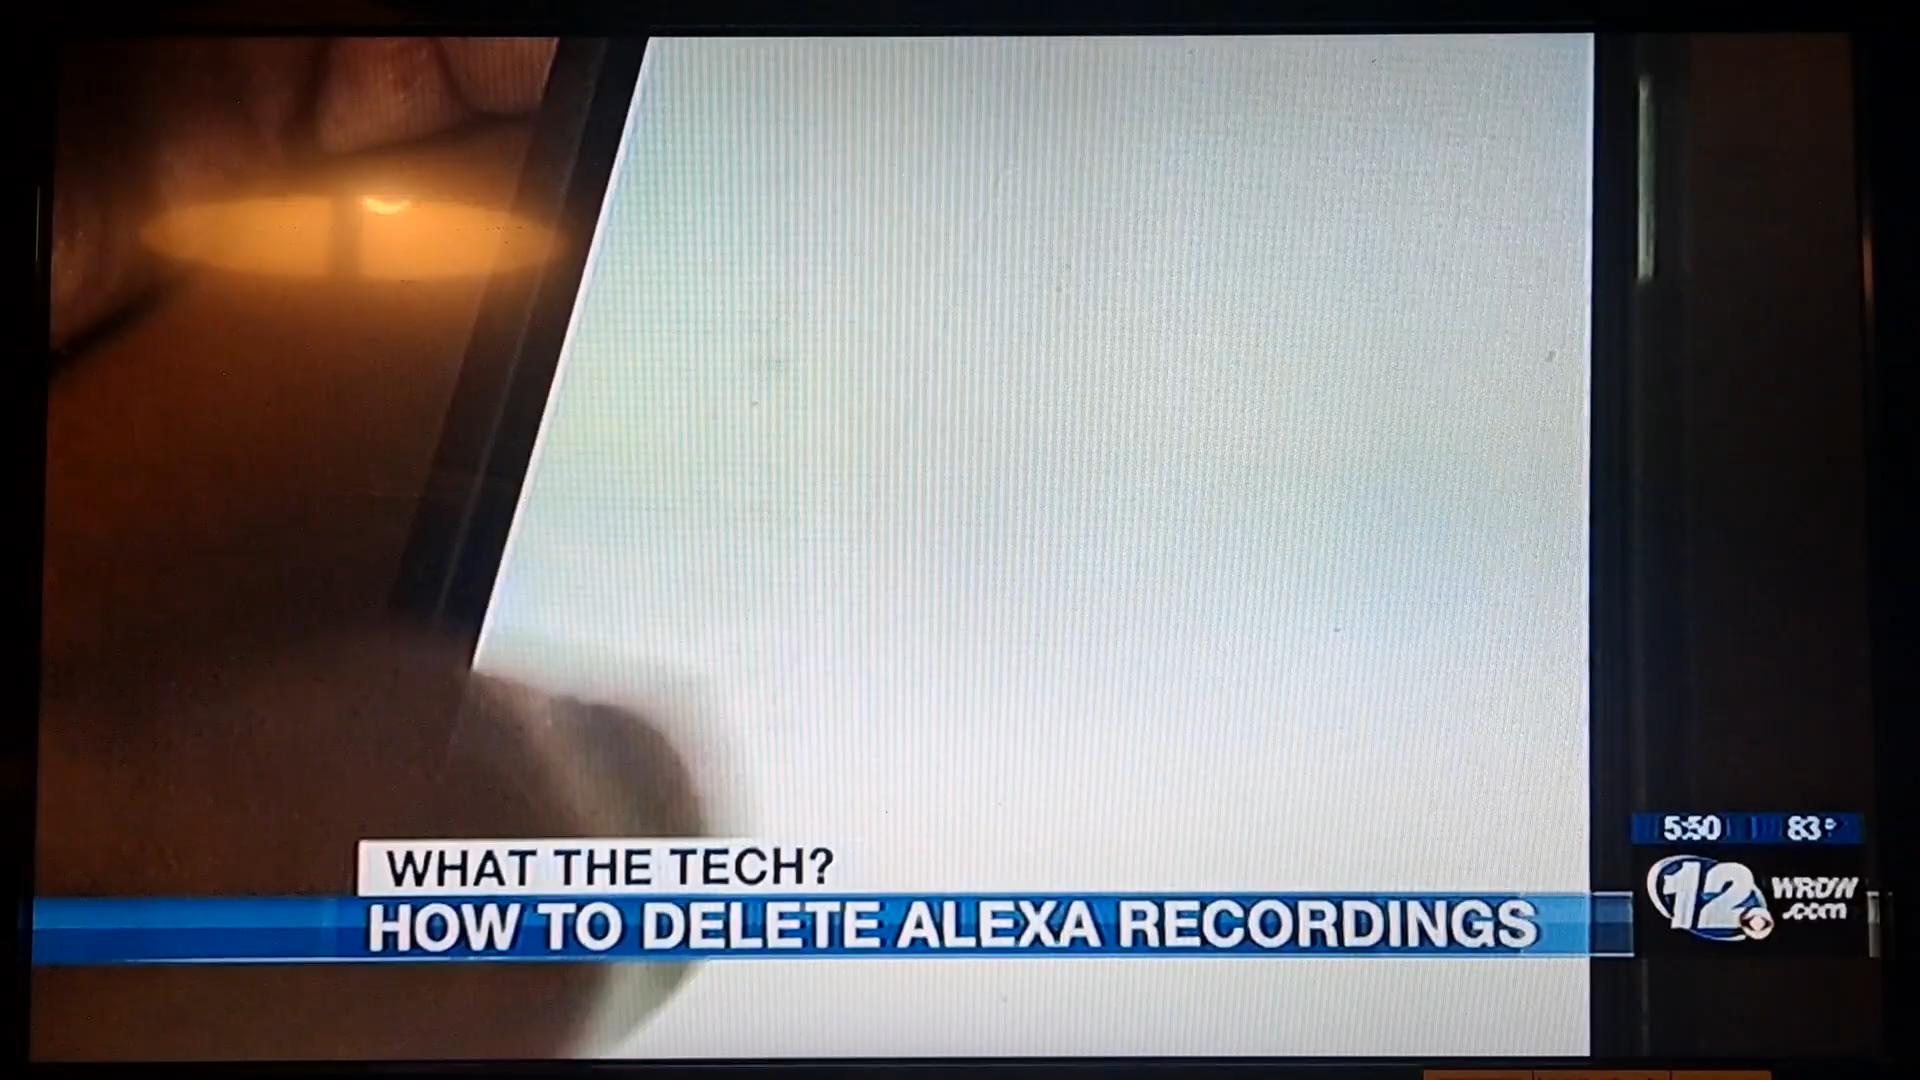 WHAT THE TECH?
HOW TO DELETE ALEXA RECORDINGS
5:50 83°
12 WRDW
.com